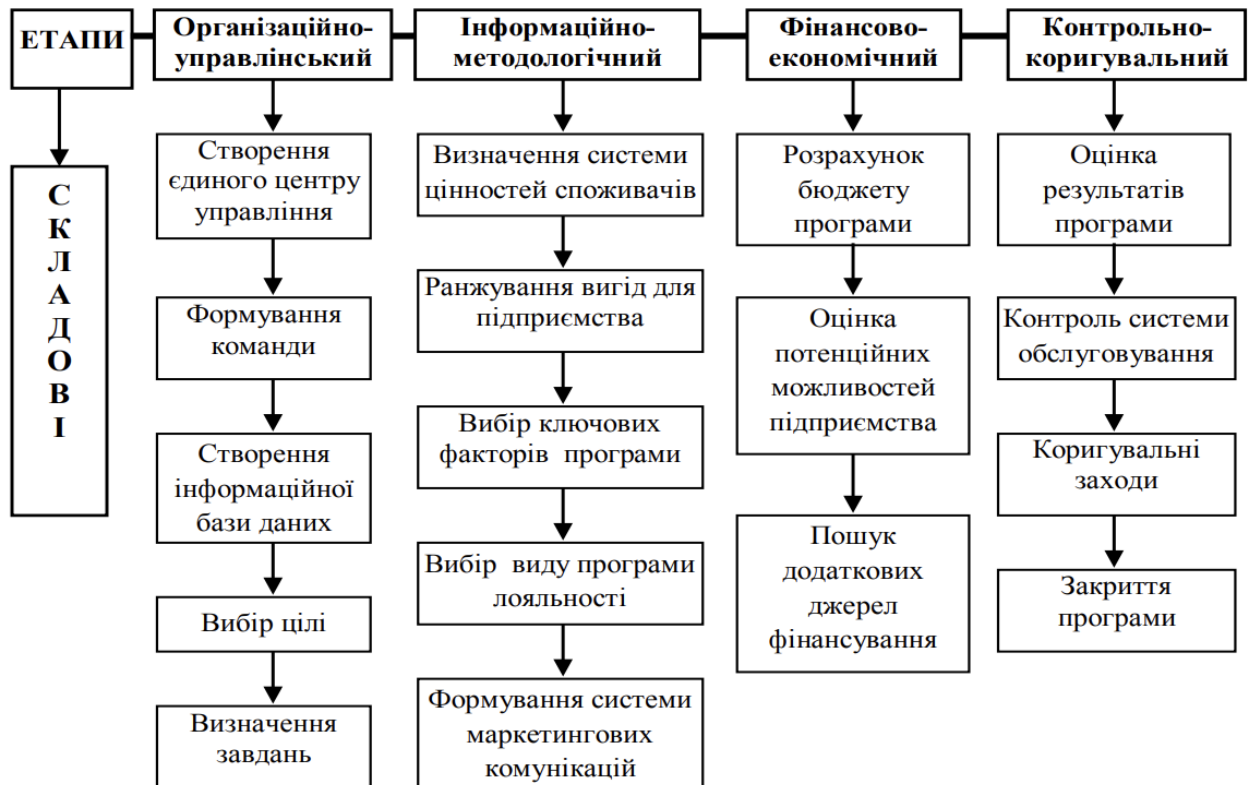 ЕТАПИ
Організаційно-
управлінський
Інформаційно-
методологічний
Фінансово-
економічний
Контрольно-
коригувальний
С
К
Л
А
Д
О
В
І
Створення
єдиного центру
управління
Формування
команди
Створення
інформаційної
бази даних
Вибір цілі
Визначення
завдань
Визначення системи
цінностей споживачів
Ранжування вигід для
підприємства
Вибір ключових
факторів програми
Вибір виду програми
лояльності
Формування системи
маркетингових
комунікацій
Розрахунок
бюджету
програми
Оцінка
потенційних
можливостей
підприємства
Пошук
додаткових
джерел
фінансування
Оцінка
результатів
програми
Контроль системи
обслуговування
Коригувальні
заходи
Закриття
програми